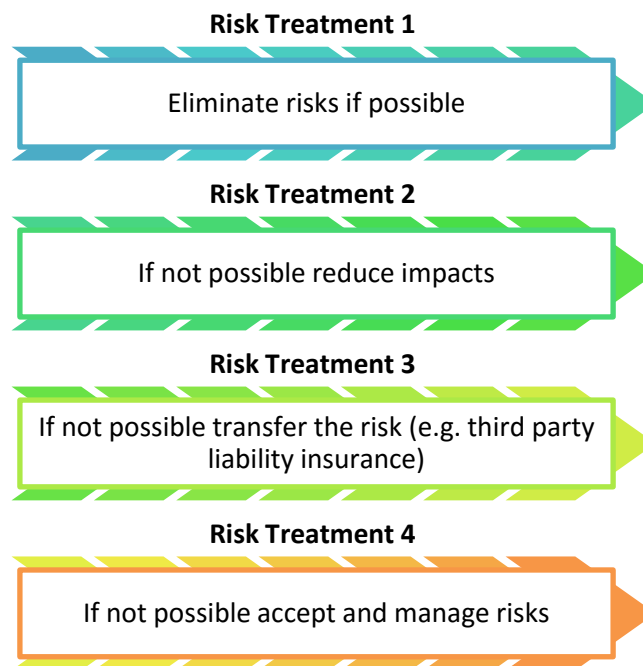 Risk Treatment 1
Eliminate risks if possible
Risk Treatment 2
If not possible reduce impacts
Risk Treatment 3
If not possible transfer the risk (e.g. third party
liability insurance)
Risk Treatment 4
If not possible accept and manage risks